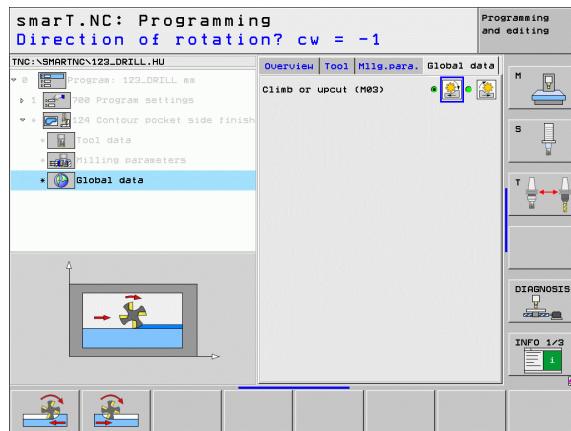 smarT.NC: Programming
Direction of rotation? cw = -1
Programming
and editing
TNC:\SMARTNC\123_DRILL.HU
0 Program: 123_DRILL mm
1 700 Program settings
* 124 Contour pocket side finish
* Tool data
* Milling parameters
* Global data
Overview Tool Mllg.para. Global data
Climb or upcut (M03)
M
S
T
DIAGNOSIS
INFO 1/3
i